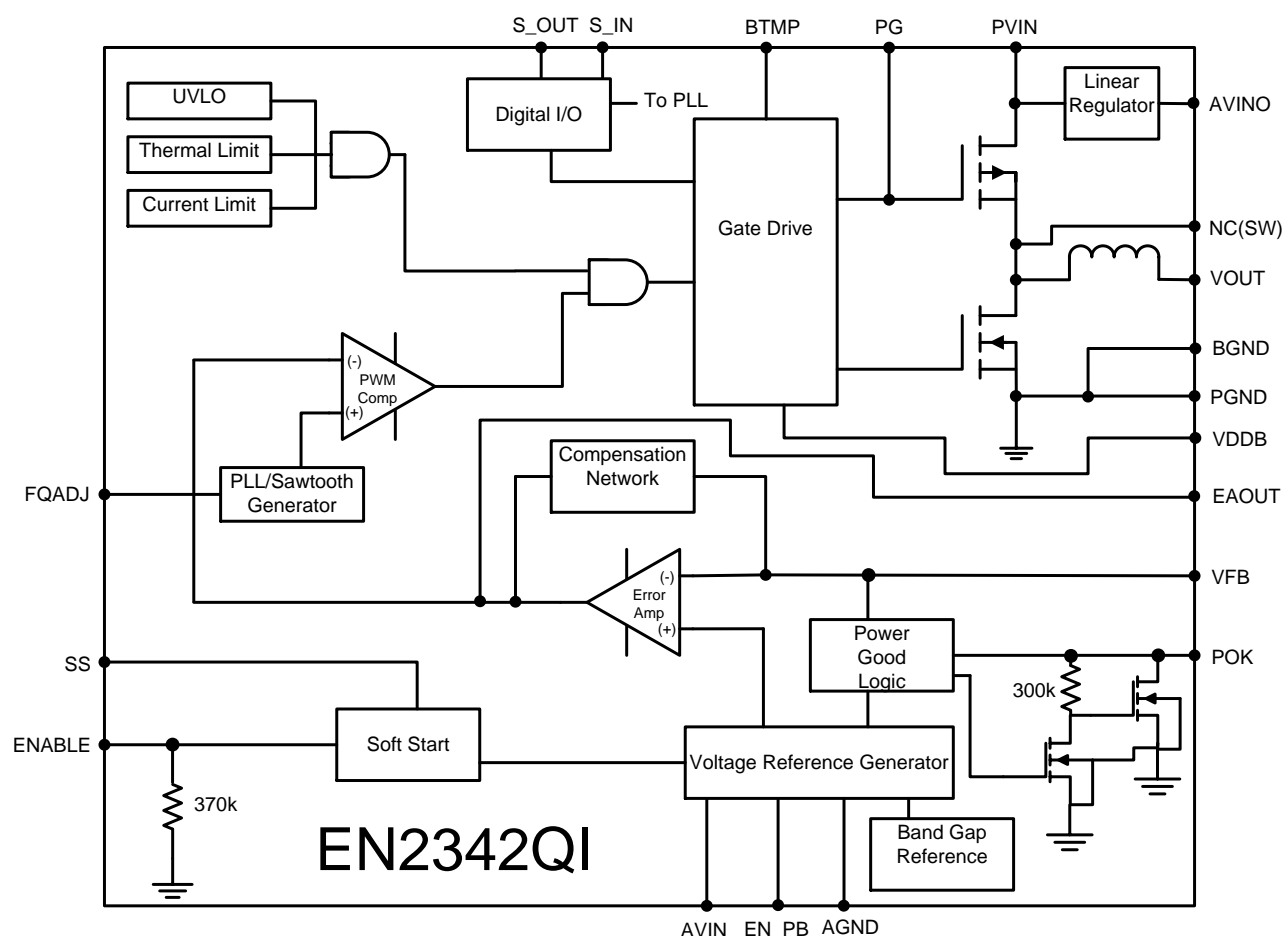 S_OUT S_IN BTMP PG PVIN
UVLO
Thermal Limit
Current Limit
Digital I/O
To PLL
Linear
Regulator
AVINO
Gate Drive
NC(SW)
VOUT
BGND
PGND
VDDB
EAOUT
(-)
PWM
Comp
(+)
FQADJ
PLL/Sawtooth
Generator
Compensation
Network
(-)
Error
Amp
(+)
VFB
Power
Good
Logic
POK
300k
SS
ENABLE
Soft Start
370k
Voltage Reference Generator
Band Gap
Reference
EN2342QI
AVIN EN_PB AGND